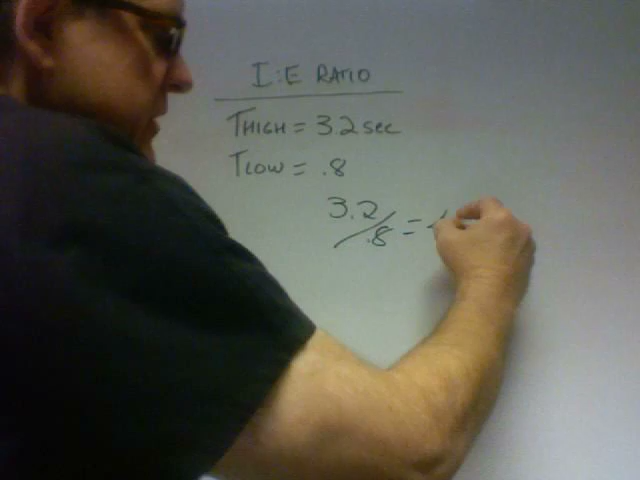 I:E RATIO
THIGH = 3.2 sec
TLOW = .8
3.2/.8 =